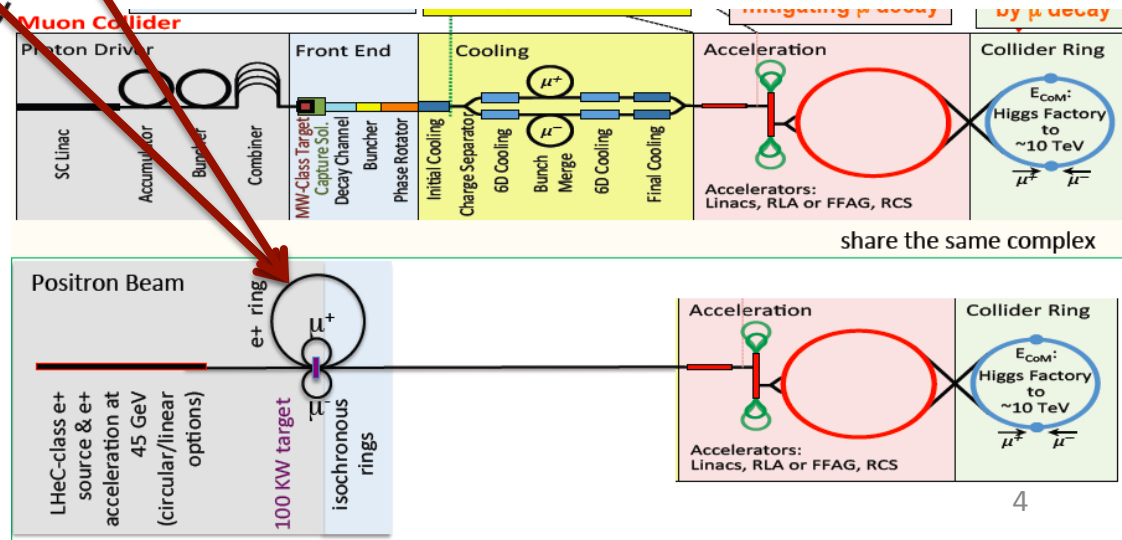 mitigating μ decay
by μ decay
Muon Collider
Proton Driver
Front End
Cooling
Acceleration
Collider Ring
SC Linac
Accumulator
Buncher
Combiner
MW-Class Target
Capture Sol.
Decay Channel
Buncher
Phase Rotator
Initial Cooling
Charge Separator
6D Cooling
μ+
μ−
Bunch
Merge
6D Cooling
Final Cooling
Accelerators:
Linacs, RLA or FFAG, RCS
ECoM:
Higgs Factory
to
~10 TeV
μ+ μ−
share the same complex
Positron Beam
e+ ring
μ+
μ-
LHeC-class e+
source & e+
acceleration at
45 GeV
(circular/linear
options)
100 KW target
isochronous
rings
Acceleration
Collider Ring
Accelerators:
Linacs, RLA or FFAG, RCS
ECoM:
Higgs Factory
to
~10 TeV
μ+ μ−
4